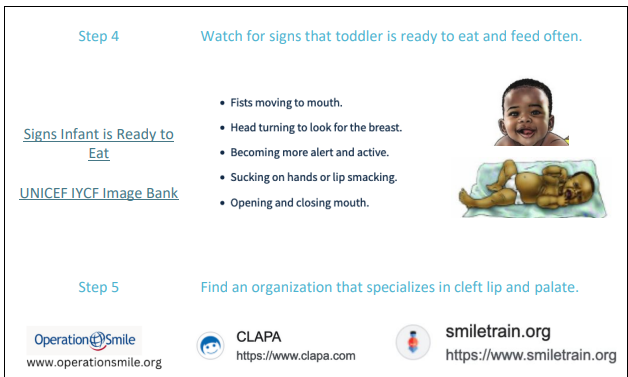 Step 4
Watch for signs that toddler is ready to eat and feed often.
Signs Infant is Ready to
Eat
UNICEF IYCF Image Bank
• Fists moving to mouth.
• Head turning to look for the breast.
• Becoming more alert and active.
• Sucking on hands or lip smacking.
• Opening and closing mouth.
Step 5
Find an organization that specializes in cleft lip and palate.
Operation Smile
www.operationsmile.org
CLAPA
https://www.clapa.com
smiletrain.org
https://www.smiletrain.org